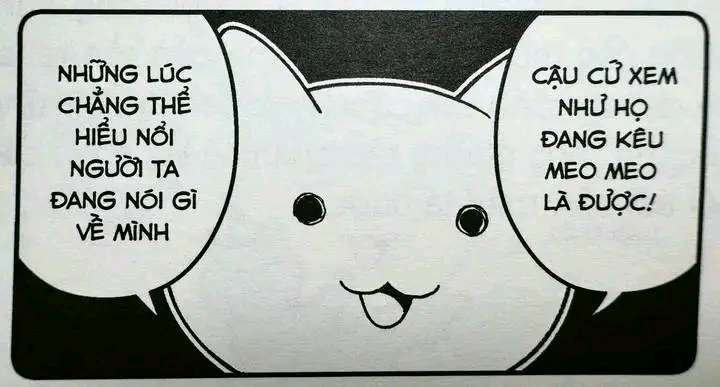 NHỮNG LÚC
CHẲNG THỂ
HIỂU NỔI
NGƯỜI TA
ĐANG NÓI GÌ
VỀ MÌNH
CẬU CỨ XEM
NHƯ HỌ
ĐANG KÊU
MEO MEO
LÀ ĐƯỢC!